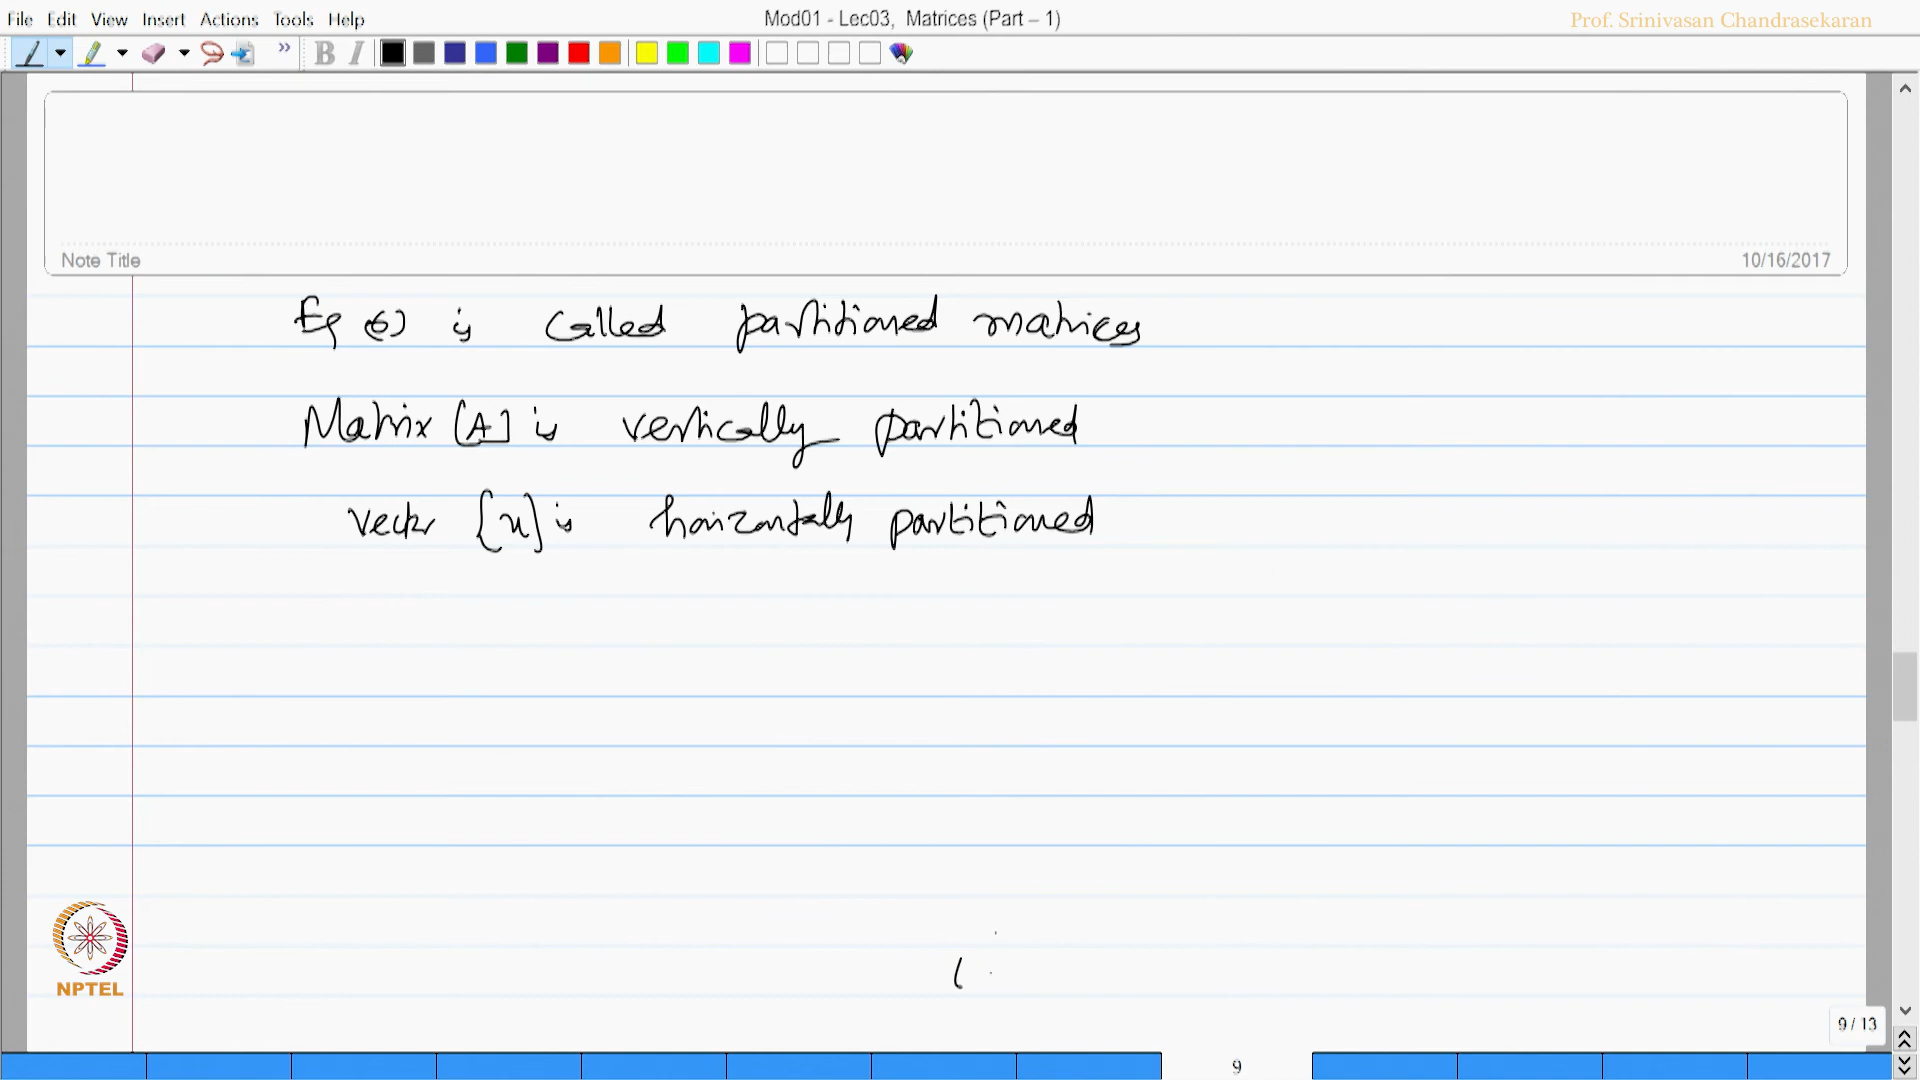 File Edit View Insert Actions Tools Help
Mod01 - Lec03, Matrices (Part – 1)
Prof. Srinivasan Chandrasekaran
B I
Note Title
10/16/2017
Eq (6) is called partitioned matrices
Matrix [A] is vertically partitioned
vector {x} is horizontally partitioned
(
NPTEL
9 / 13
9